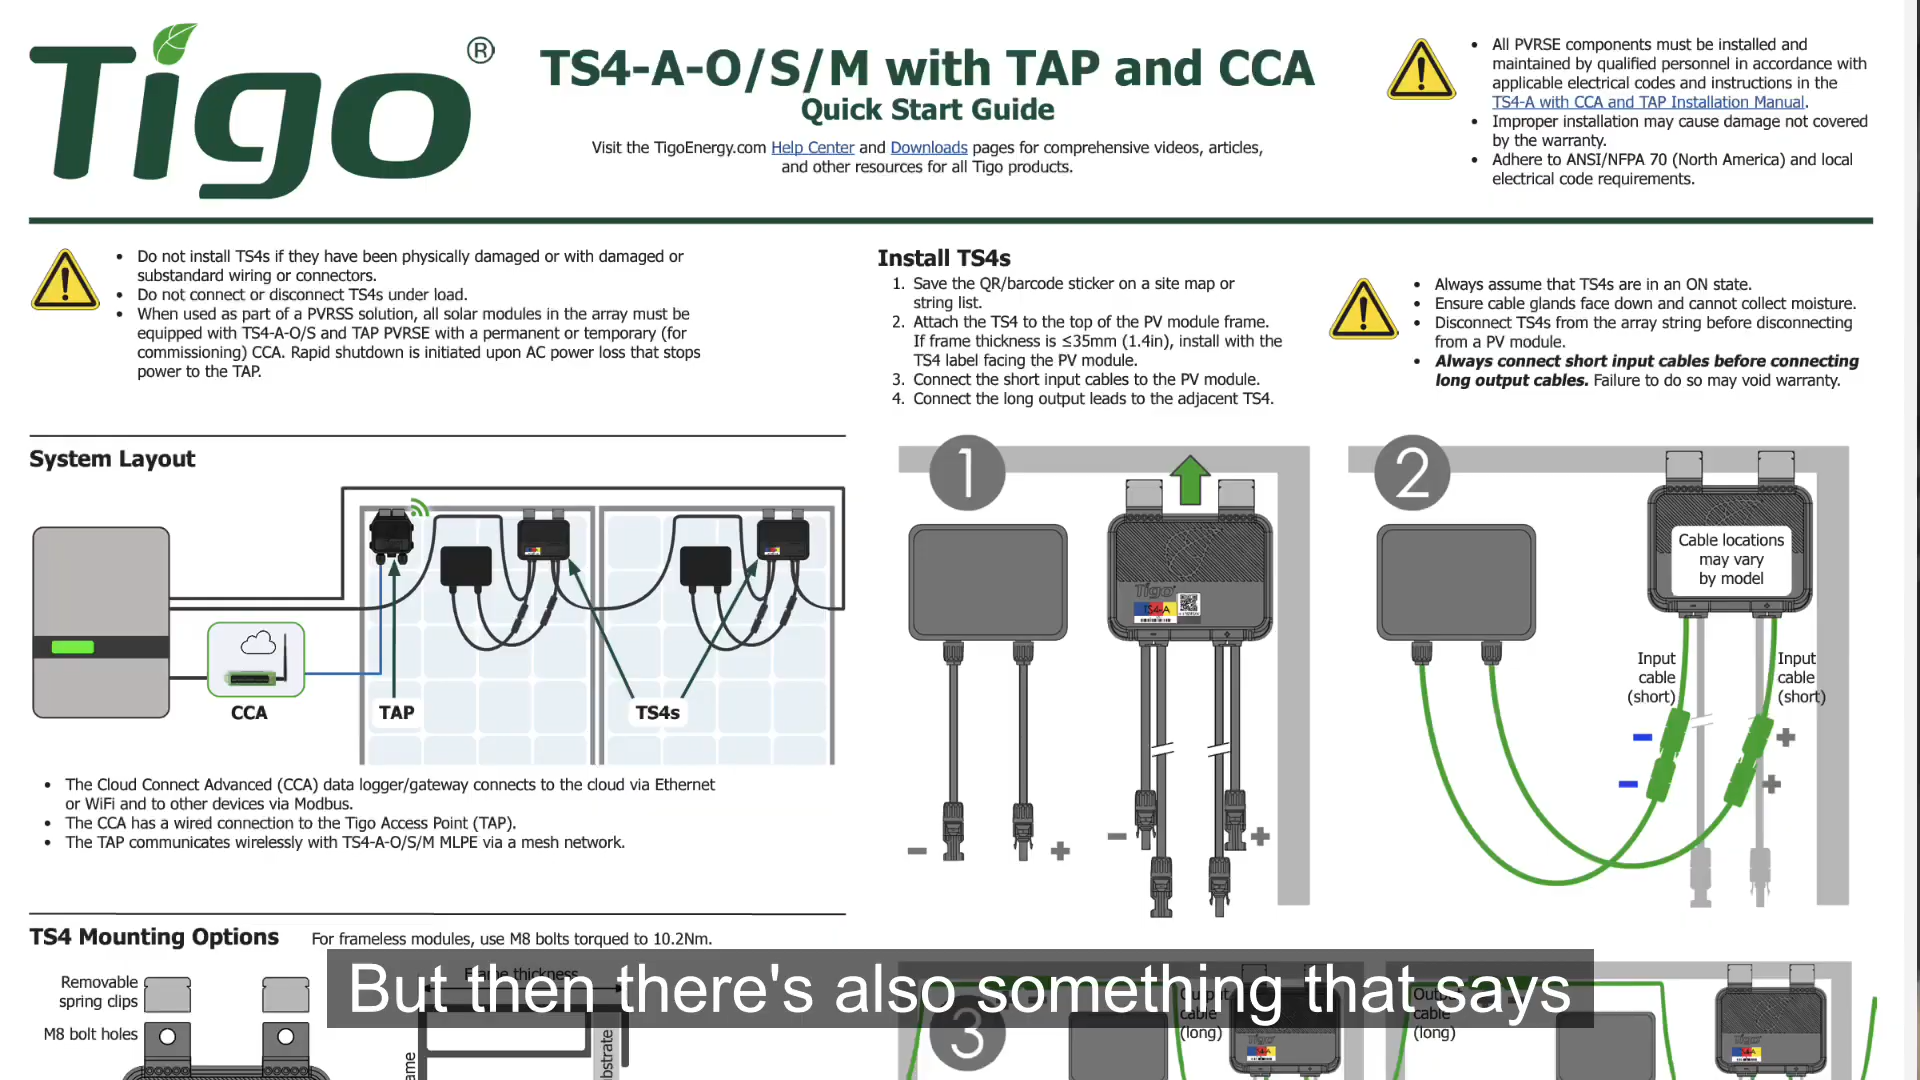 Tigo®
TS4-A-O/S/M with TAP and CCA
Quick Start Guide
Visit the TigoEnergy.com Help Center and Downloads pages for comprehensive videos, articles,
and other resources for all Tigo products.
• All PVRSE components must be installed and
maintained by qualified personnel in accordance with
applicable electrical codes and instructions in the
TS4-A with CCA and TAP Installation Manual.
• Improper installation may cause damage not covered
by the warranty.
• Adhere to ANSI/NFPA 70 (North America) and local
electrical code requirements.
• Do not install TS4s if they have been physically damaged or with damaged or
substandard wiring or connectors.
• Do not connect or disconnect TS4s under load.
• When used as part of a PVRSS solution, all solar modules in the array must be
equipped with TS4-A-O/S and TAP PVRSE with a permanent or temporary (for
commissioning) CCA. Rapid shutdown is initiated upon AC power loss that stops
power to the TAP.
Install TS4s
1. Save the QR/barcode sticker on a site map or
string list.
2. Attach the TS4 to the top of the PV module frame.
If frame thickness is ≤35mm (1.4in), install with the
TS4 label facing the PV module.
3. Connect the short input cables to the PV module.
4. Connect the long output leads to the adjacent TS4.
• Always assume that TS4s are in an ON state.
• Ensure cable glands face down and cannot collect moisture.
• Disconnect TS4s from the array string before disconnecting
from a PV module.
• Always connect short input cables before connecting
long output cables. Failure to do so may void warranty.
System Layout
CCA
TAP
TS4s
• The Cloud Connect Advanced (CCA) data logger/gateway connects to the cloud via Ethernet
or WiFi and to other devices via Modbus.
• The CCA has a wired connection to the Tigo Access Point (TAP).
• The TAP communicates wirelessly with TS4-A-O/S/M MLPE via a mesh network.
1
Tigo
TS4-A
− +
− +
2
Cable locations
may vary
by model
Input
cable
(short)
Input
cable
(short)
− +
− +
TS4 Mounting Options
For frameless modules, use M8 bolts torqued to 10.2Nm.
Removable
spring clips
M8 bolt holes
Frame thickness
3
Output
cable
(long)
Output
cable
(long)
Tigo
Tigo
But then there's also something that says